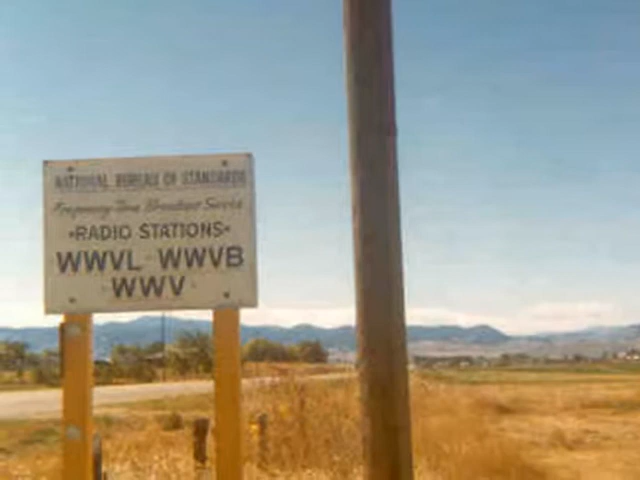 NATIONAL BUREAU OF STANDARDS
Frequency-Time Broadcast Service
•RADIO STATIONS•
WWVL WWVB
WWV